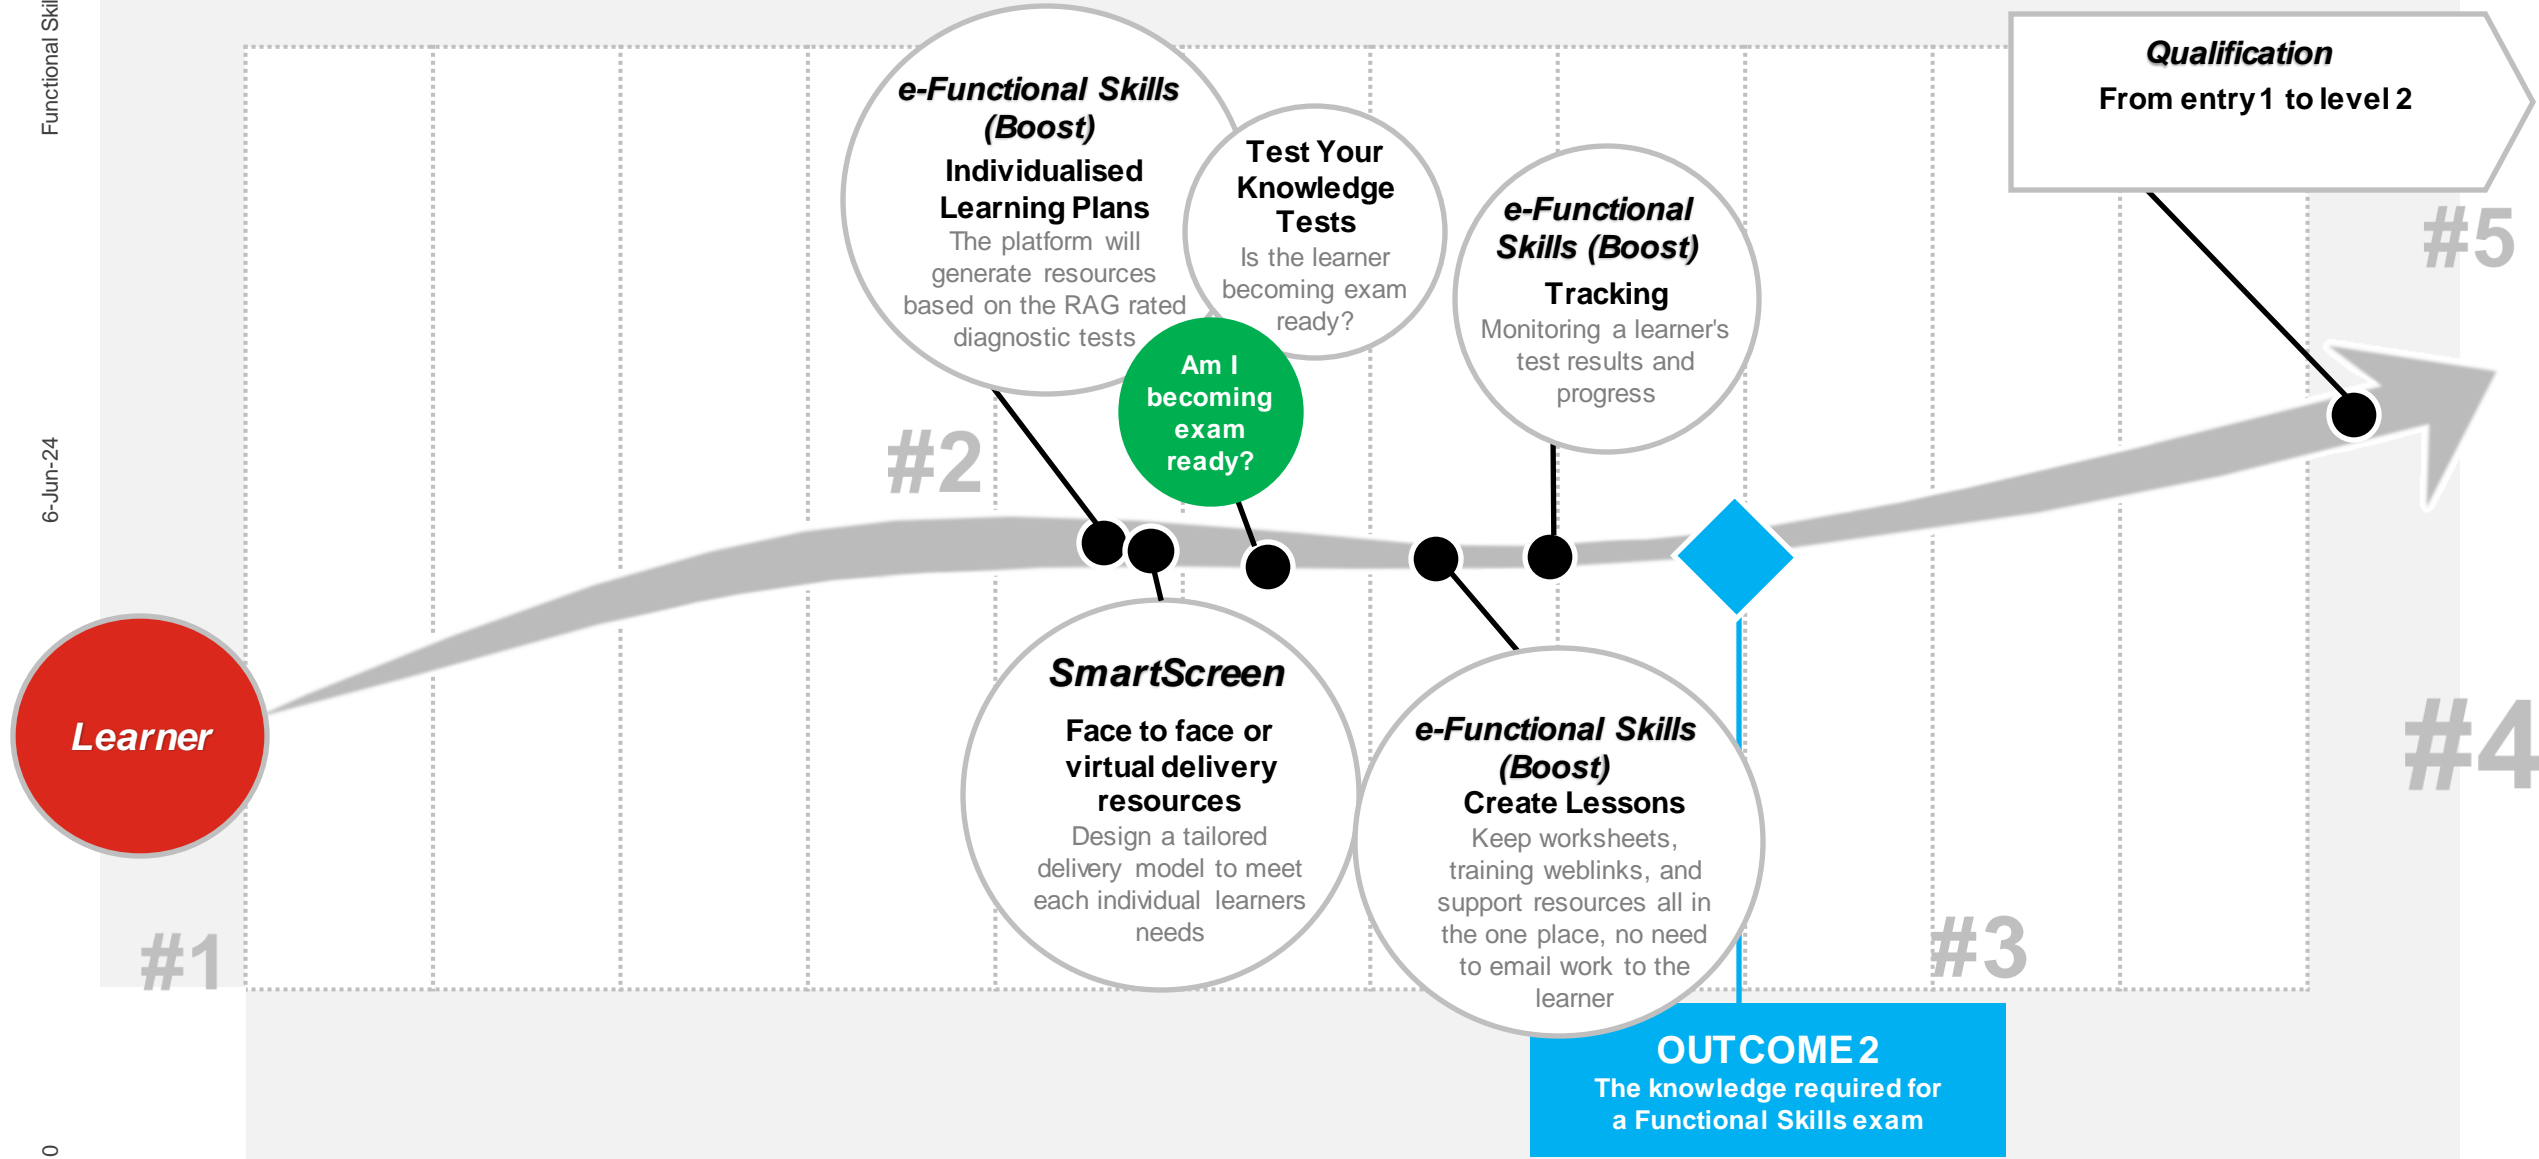 Functional Skil
6-Jun-24
0
Learner
#1
#2
e-Functional Skills
(Boost)
Individualised
Learning Plans
The platform will
generate resources
based on the RAG rated
diagnostic tests
Test Your
Knowledge
Tests
Is the learner
becoming exam
ready?
Am I
becoming
exam
ready?
e-Functional
Skills (Boost)
Tracking
Monitoring a learner's
test results and
progress
Qualification
From entry 1 to level 2
#5
SmartScreen
Face to face or
virtual delivery
resources
Design a tailored
delivery model to meet
each individual learners
needs
e-Functional Skills
(Boost)
Create Lessons
Keep worksheets,
training weblinks, and
support resources all in
the one place, no need
to email work to the
learner
#3
#4
OUTCOME 2
The knowledge required for
a Functional Skills exam